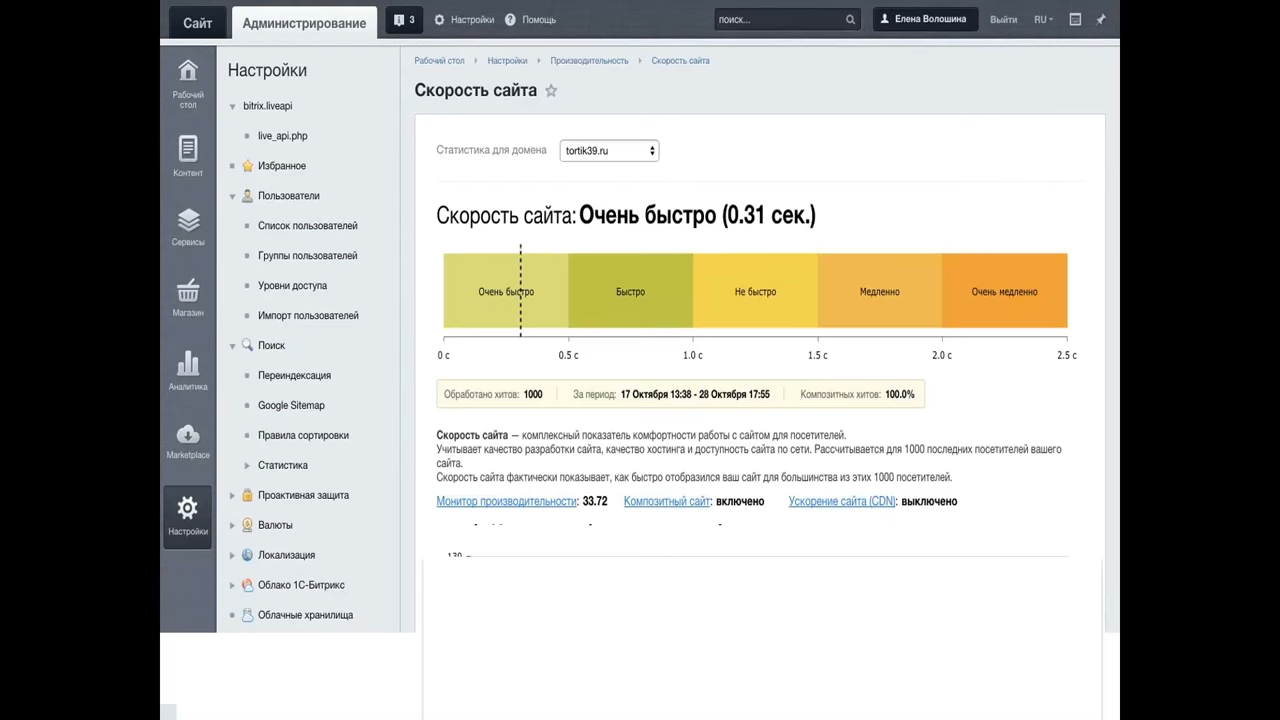 Сайт
Администрирование
3
Настройки
Помощь
поиск...
Елена Волошина
Выйти
RU
Рабочий стол
Контент
Сервисы
Магазин
Аналитика
Marketplace
Настройки
Настройки
bitrix.liveapi
live_api.php
Избранное
Пользователи
Список пользователей
Группы пользователей
Уровни доступа
Импорт пользователей
Поиск
Переиндексация
Google Sitemap
Правила сортировки
Статистика
Проактивная защита
Валюты
Локализация
Облако 1С-Битрикс
Облачные хранилища
Рабочий стол Настройки Производительность Скорость сайта
Скорость сайта
Статистика для домена tortik39.ru
Скорость сайта: Очень быстро (0.31 сек.)
Очень быстро Быстро Не быстро Медленно Очень медленно
0 с 0.5 с 1.0 с 1.5 с 2.0 с 2.5 с
Обработано хитов: 1000 За период: 17 Октября 13:38 - 28 Октября 17:55 Композитных хитов: 100.0%
Скорость сайта — комплексный показатель комфортности работы с сайтом для посетителей.
Учитывает качество разработки сайта, качество хостинга и доступность сайта по сети. Рассчитывается для 1000 последних посетителей вашего
сайта.
Скорость сайта фактически показывает, как быстро отобразился ваш сайт для большинства из этих 1000 посетителей.
Монитор производительности: 33.72 Композитный сайт: включено Ускорение сайта (CDN): выключено